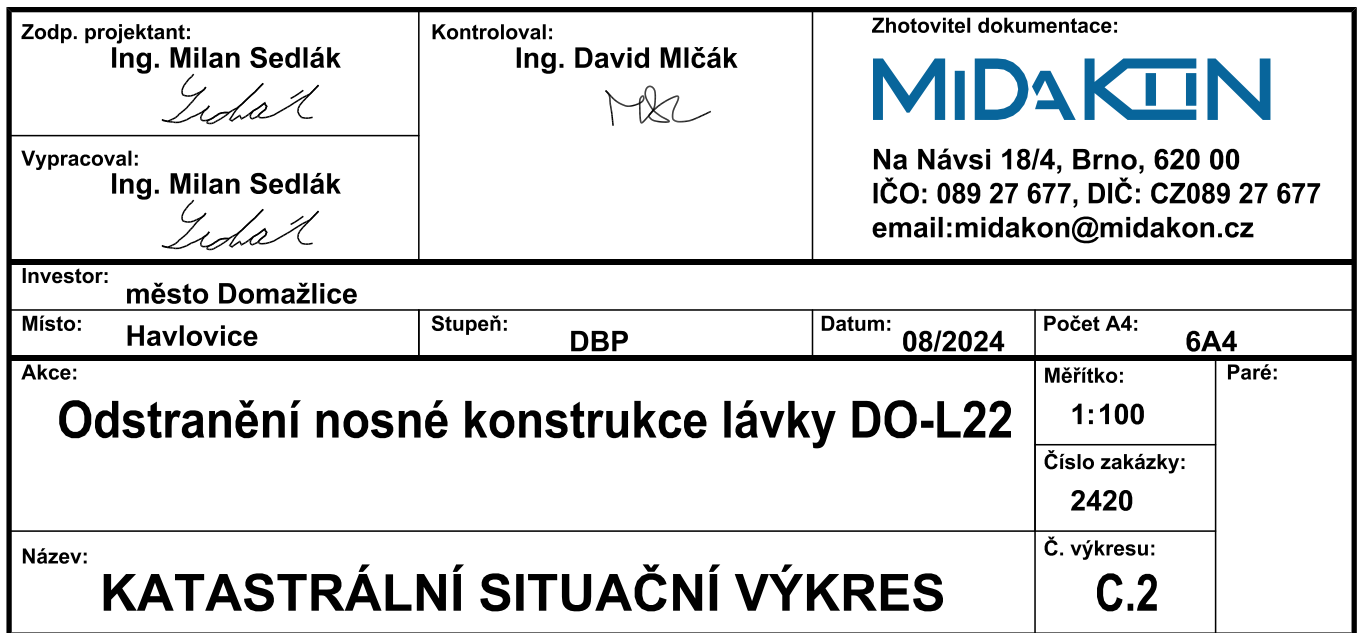 Zodp. projektant:
Ing. Milan Sedlák
Sedlák
Vypracoval:
Ing. Milan Sedlák
Sedlák
Kontroloval:
Ing. David Mlčák
Zhotovitel dokumentace:
MIDAKON
Na Návsi 18/4, Brno, 620 00
IČO: 089 27 677, DIČ: CZ089 27 677
email:midakon@midakon.cz
Investor:
město Domažlice
Místo:
Havlovice
Stupeň:
DBP
Datum:
08/2024
Počet A4:
6A4
Akce:
Odstranění nosné konstrukce lávky DO-L22
Měřítko:
1:100
Číslo zakázky:
2420
Paré:
Název:
KATASTRÁLNÍ SITUAČNÍ VÝKRES
Č. výkresu:
C.2